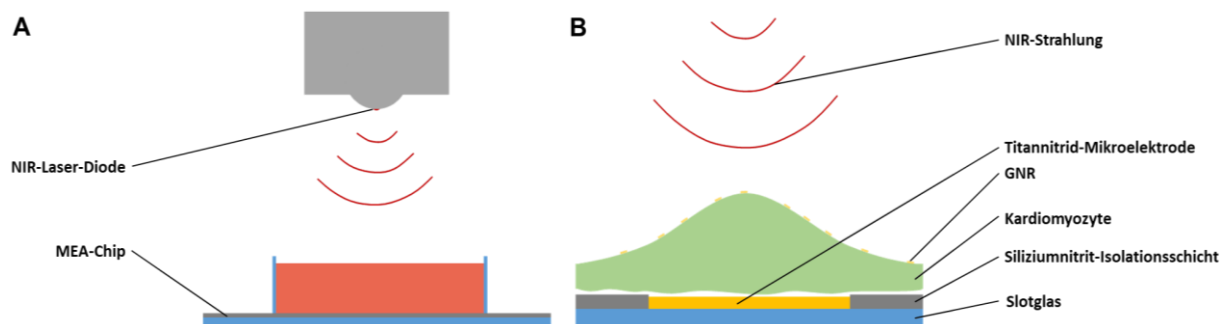 A
NIR-Laser-Diode
MEA-Chip
B
NIR-Strahlung
Titannitrid-Mikroelektrode
GNR
Kardiomyozyte
Siliziumnitrit-Isolationsschicht
Slotglas